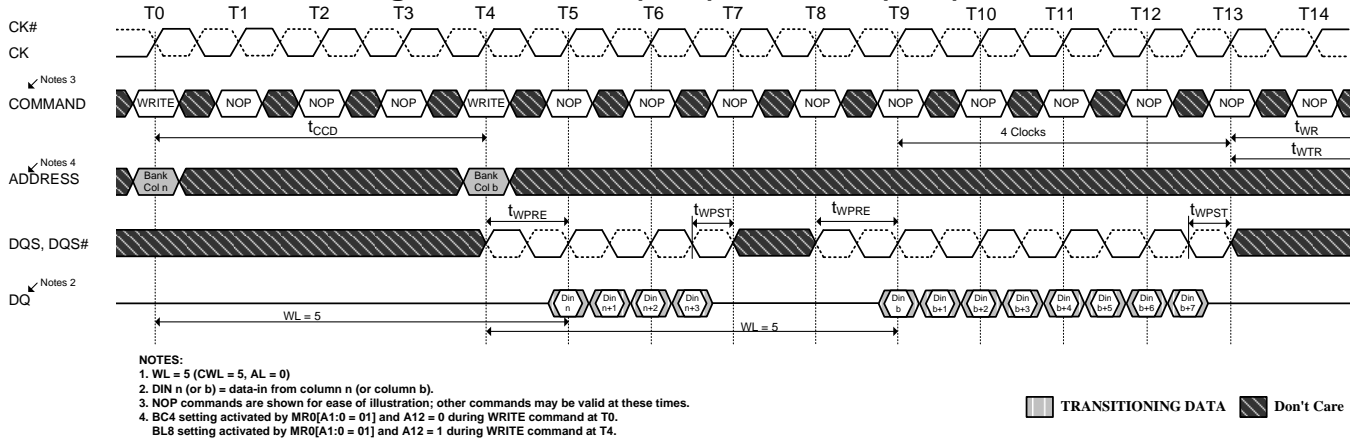 T0 T1 T2 T3 T4 T5 T6 T7 T8 T9 T10 T11 T12 T13 T14
CK#
CK
Notes 3
COMMAND
WRITE NOP NOP NOP WRITE NOP NOP NOP NOP NOP NOP NOP NOP NOP NOP
tCCD
4 Clocks
tWR
tWTR
Notes 4
ADDRESS
Bank Col n
Bank Col b
tWPRE tWPST tWPRE tWPST
DQS, DQS#
Notes 2
DQ
Din n Din n+1 Din n+2 Din n+3 Din b Din b+1 Din b+2 Din b+3 Din b+4 Din b+5 Din b+6 Din b+7
WL = 5
WL = 5
NOTES:
1. WL = 5 (CWL = 5, AL = 0)
2. DIN n (or b) = data-in from column n (or column b).
3. NOP commands are shown for ease of illustration; other commands may be valid at these times.
4. BC4 setting activated by MR0[A1:0 = 01] and A12 = 0 during WRITE command at T0.
BL8 setting activated by MR0[A1:0 = 01] and A12 = 1 during WRITE command at T4.
TRANSITIONING DATA Don't Care